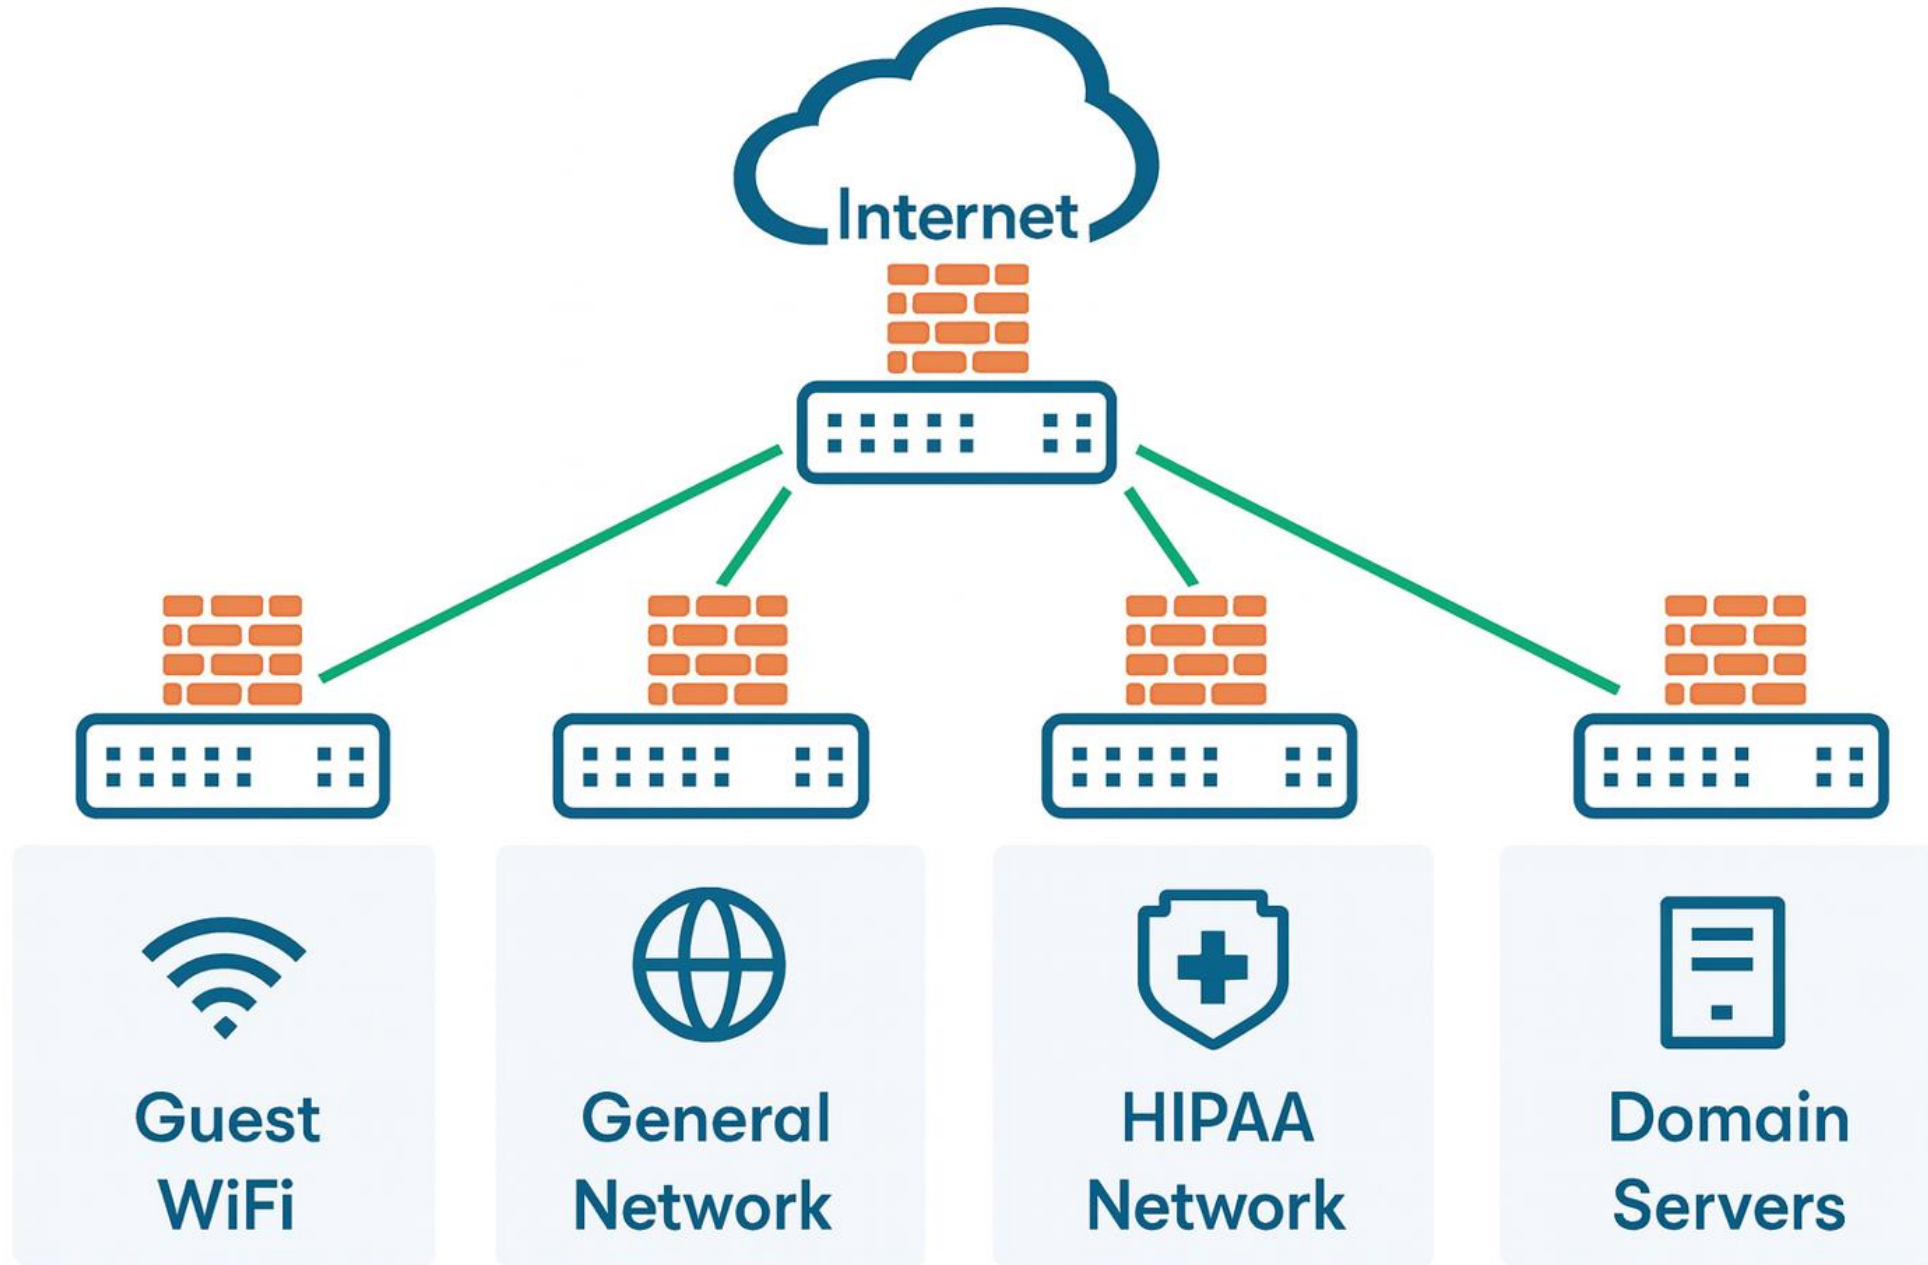 Internet
Guest
WiFi
General
Network
HIPAA
Network
Domain
Servers